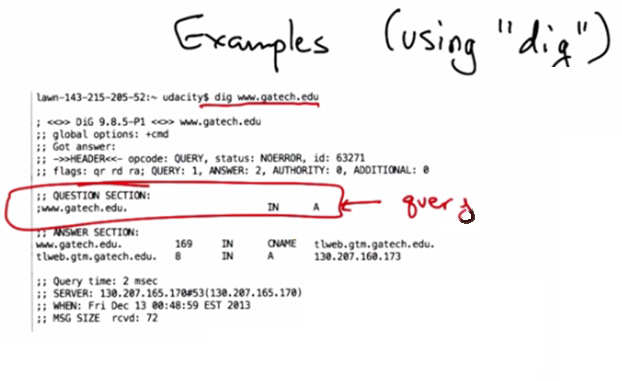 Examples (using "dig")
lawn-143-215-205-52:~ udacity$ dig www.gatech.edu
; <<>> DiG 9.8.5-P1 <<>> www.gatech.edu
;; global options: +cmd
;; Got answer:
;; ->>HEADER<<- opcode: QUERY, status: NOERROR, id: 63271
;; flags: qr rd ra; QUERY: 1, ANSWER: 2, AUTHORITY: 0, ADDITIONAL: 0
;; QUESTION SECTION:
;www.gatech.edu. IN A
query
;; ANSWER SECTION:
www.gatech.edu. 169 IN CNAME tlweb.gtm.gatech.edu.
tlweb.gtm.gatech.edu. 8 IN A 130.207.160.173
;; Query time: 2 msec
;; SERVER: 130.207.165.170#53(130.207.165.170)
;; WHEN: Fri Dec 13 00:48:59 EST 2013
;; MSG SIZE rcvd: 72